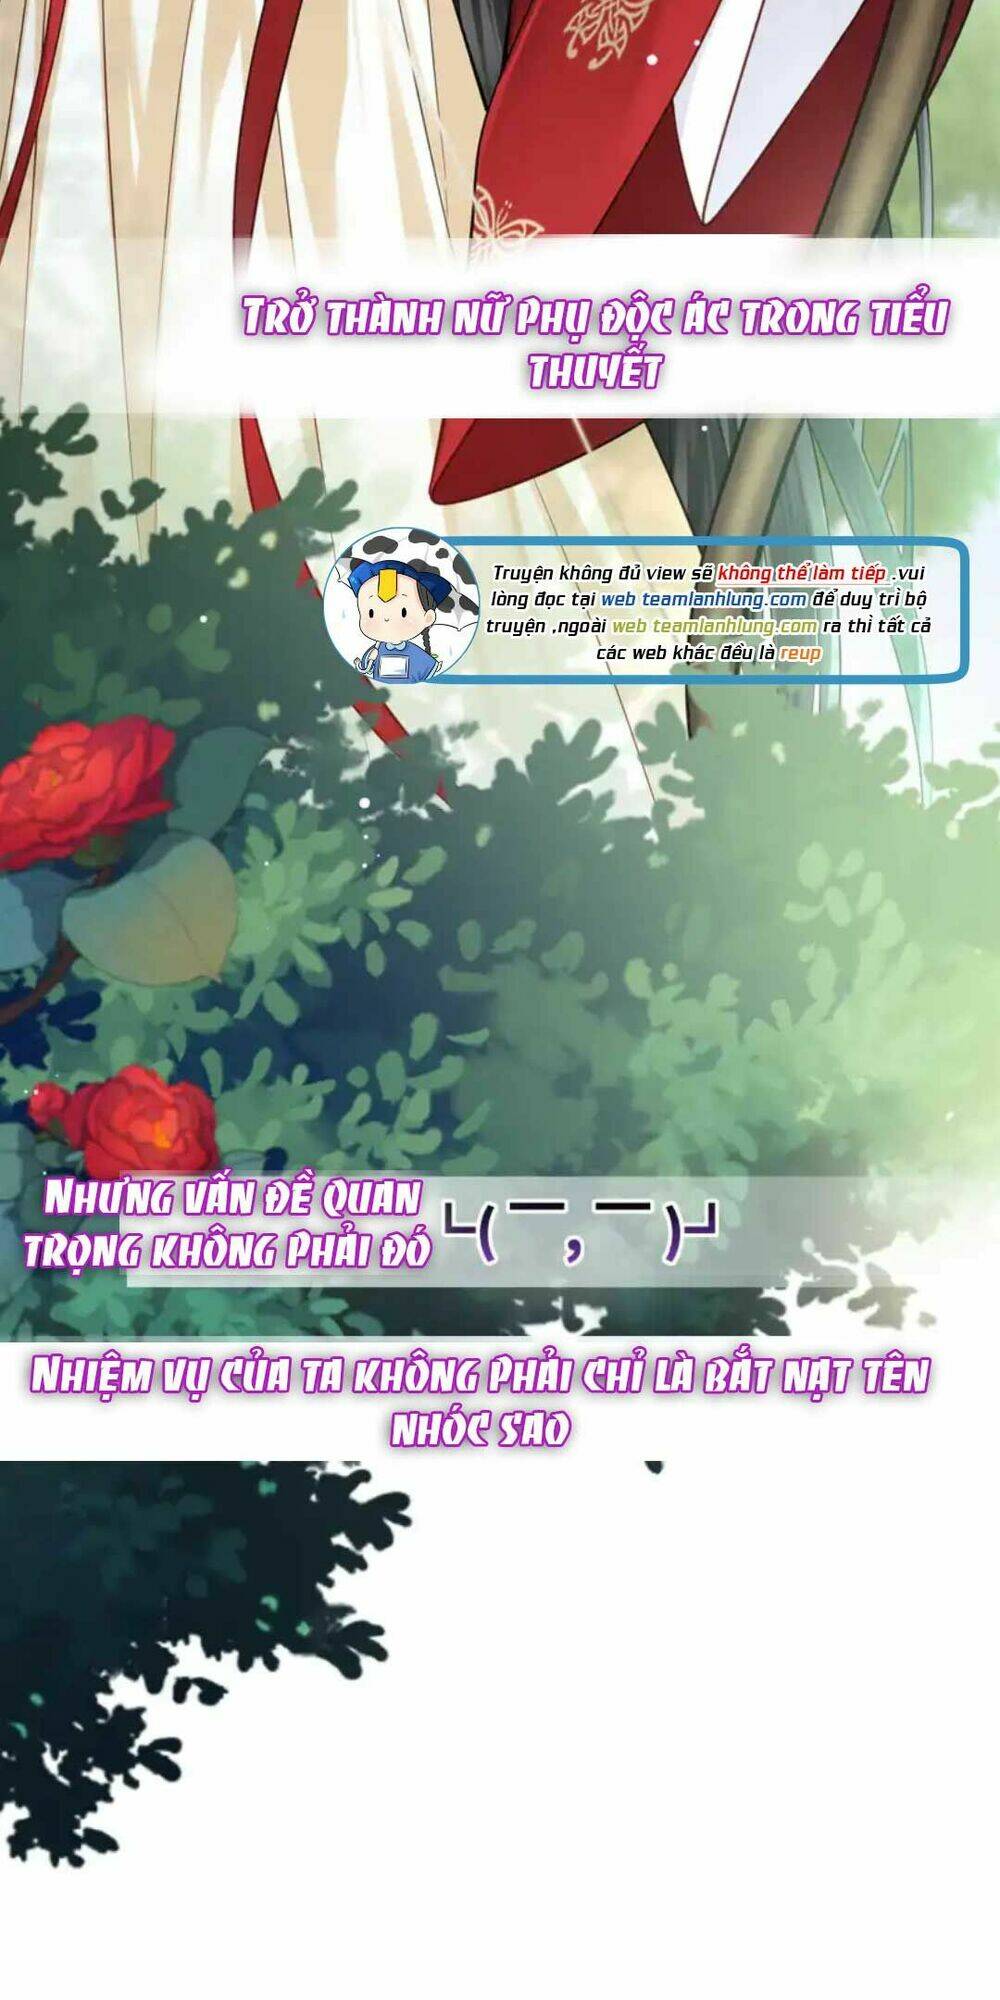 TRỞ THÀNH NỮ PHỤ ĐỘC ÁC TRONG TIỂU
THUYẾT
Truyện không đủ view sẽ không thể làm tiếp .vui
lòng đọc tại web teamlanhlung.com để duy trì bộ
truyện ,ngoài web teamlanhlung.com ra thì tất cả
các web khác đều là reup
NHƯNG VẤN ĐỀ QUAN
TRỌNG KHÔNG PHẢI ĐÓ
┗( ￣, ￣ )┛
NHIỆM VỤ CỦA TA KHÔNG PHẢI CHỈ LÀ BẮT NẠT TÊN
NHÓC SAO